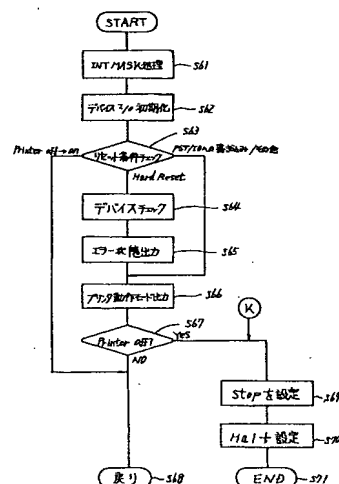 START
INT MASK処理
S61
デバイスI/O初期化
S62
S63
Printer off→on
リセット条件チェック
Hard Reset
デバイスチェック
S64
エラー状態出力
S65
プリンタ動作モード出力
S66
S67
Printer off?
YES
NO
K
Stopを設定
S69
Halt設定
S70
戻り
S68
END
S71